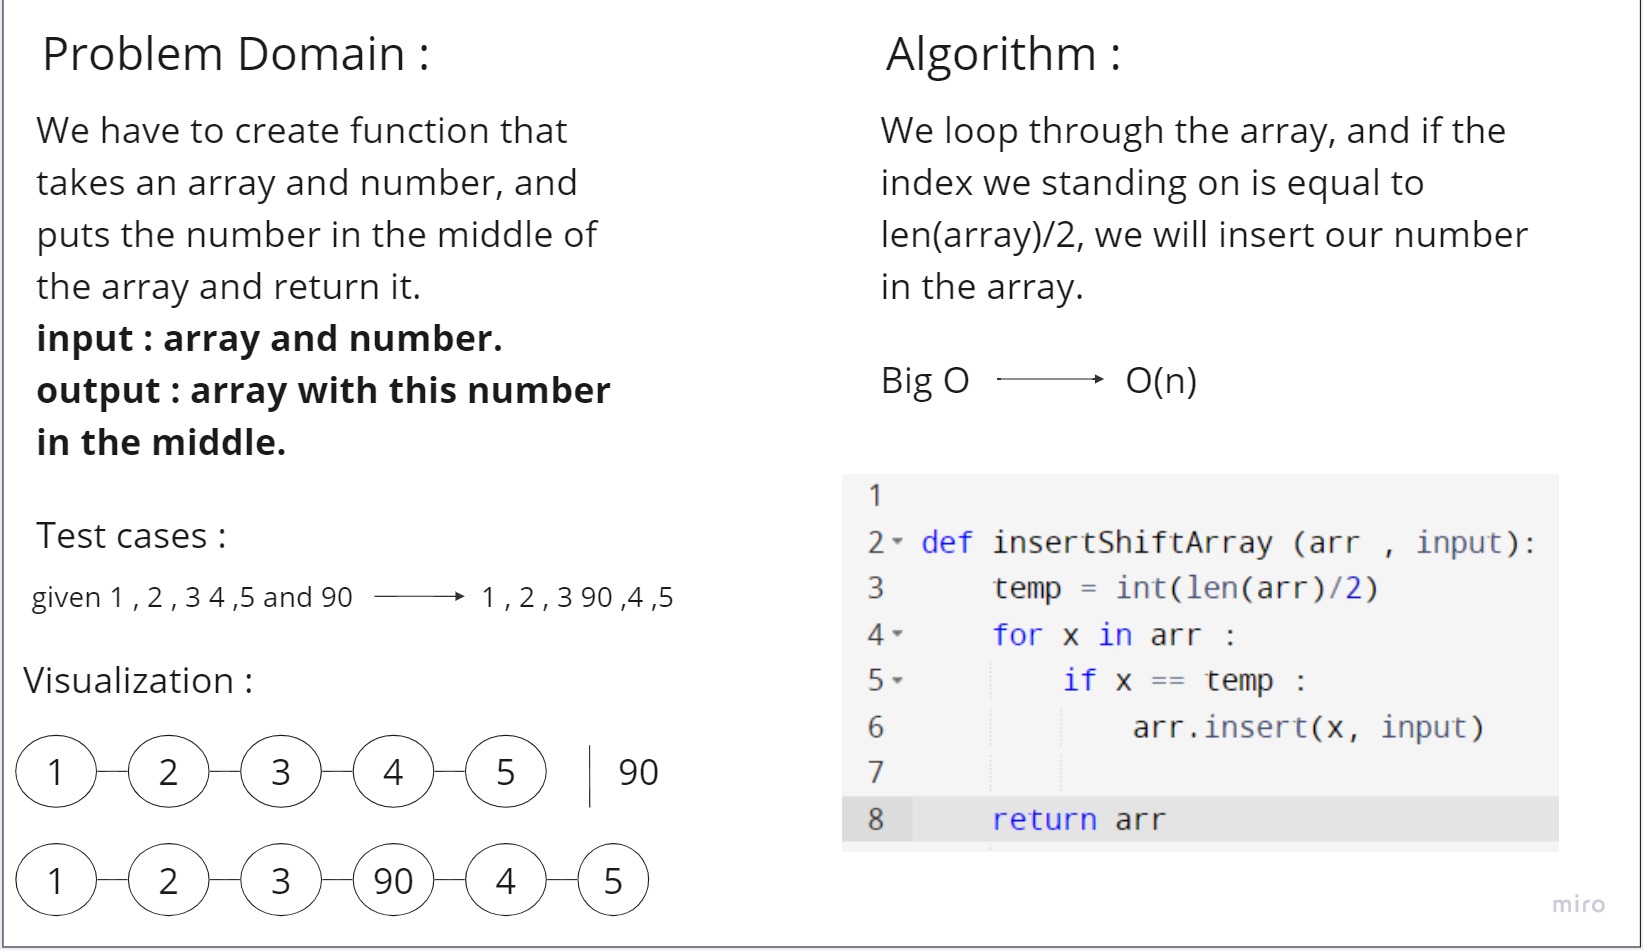 Problem Domain :
We have to create function that
takes an array and number, and
puts the number in the middle of
the array and return it.
input : array and number.
output : array with this number
in the middle.
Test cases :
given 1 , 2 , 3 4 ,5 and 90 → 1 , 2 , 3 90 ,4 ,5
Visualization :
1 2 3 4 5 | 90
1 2 3 90 4 5
Algorithm :
We loop through the array, and if the
index we standing on is equal to
len(array)/2, we will insert our number
in the array.
Big O → O(n)
1
2 def insertShiftArray (arr , input):
3 temp = int(len(arr)/2)
4 for x in arr :
5 if x == temp :
6 arr.insert(x, input)
7
8 return arr
miro